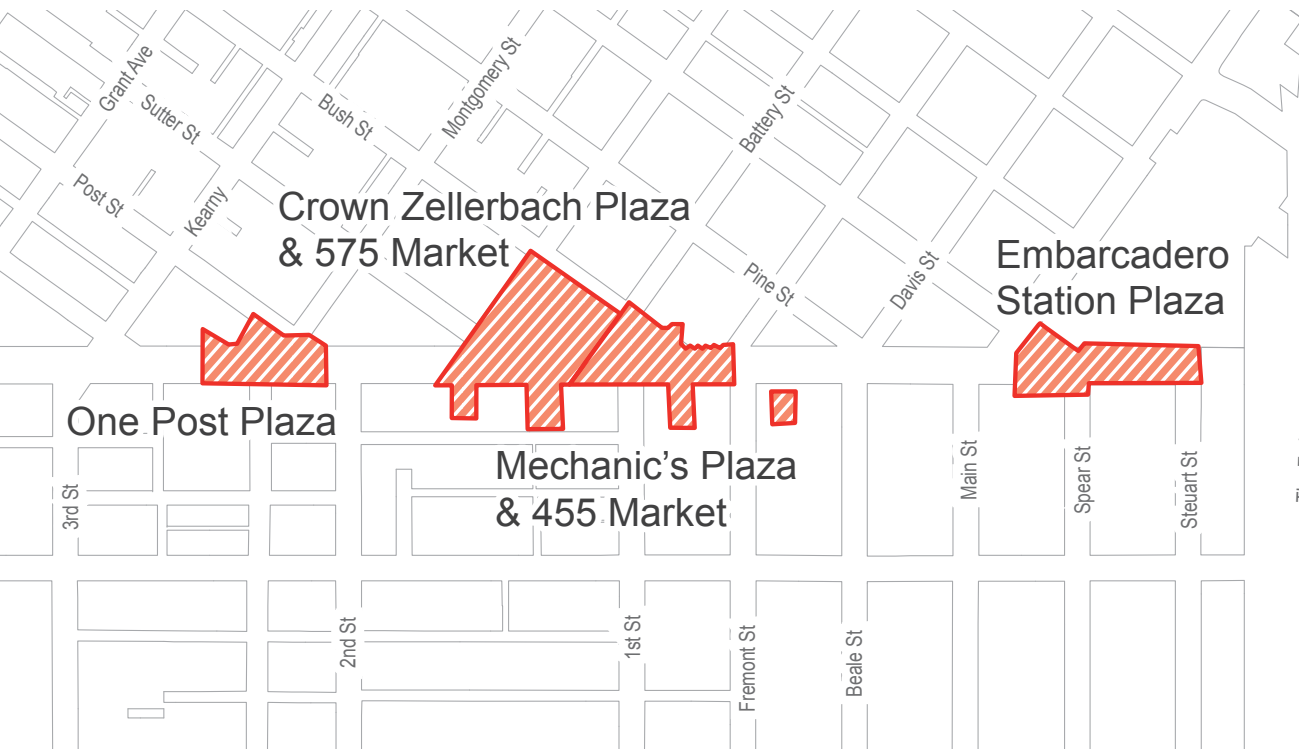 Grant Ave
Sutter St
Bush St
Montgomery St
Battery St
Post St
Kearny
Crown Zellerbach Plaza
& 575 Market
Pine St
Davis St
Embarcadero
Station Plaza
One Post Plaza
Mechanic's Plaza
& 455 Market
3rd St
Main St
Spear St
Steuart St
2nd St
1st St
Fremont St
Beale St